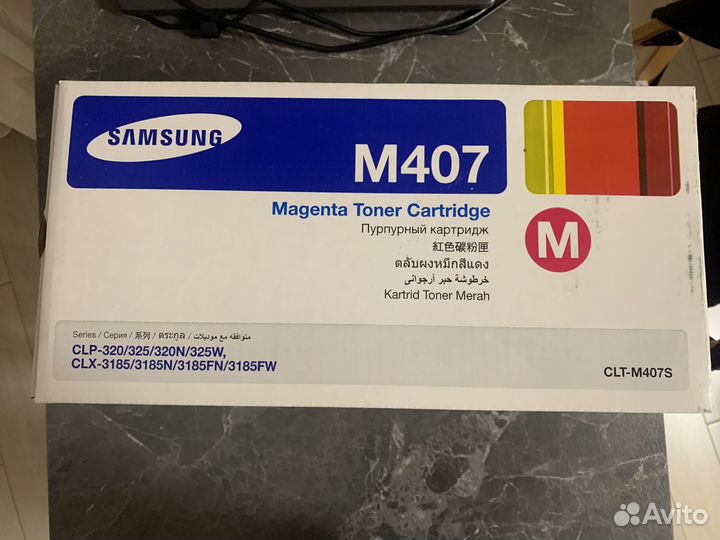 SAMSUNG
M407
Magenta Toner Cartridge
Пурпурный картридж
紅色碳粉匣
ตลับผงหมึกสีแดง
خرطوشة حبر أرجوانى
Kartrid Toner Merah
M
Series / Серия / 系列 / ตระกูล / متوافقه مع موديلات
CLP-320/325/320N/325W,
CLX-3185/3185N/3185FN/3185FW
CLT-M407S
Avito